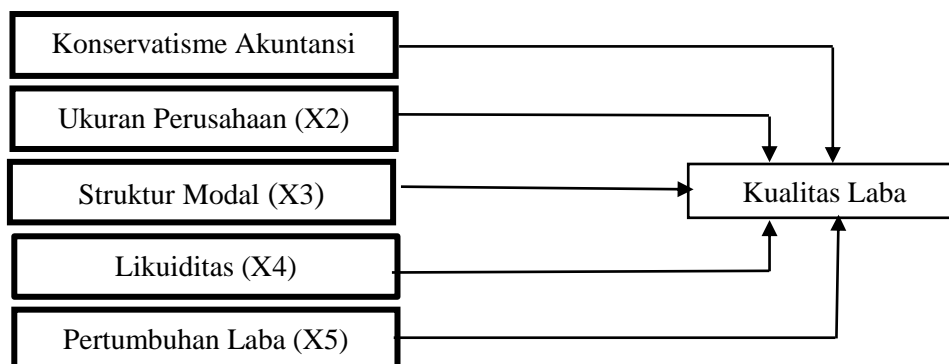 Konservatisme Akuntansi
Ukuran Perusahaan (X2)
Struktur Modal (X3)
Kualitas Laba
Likuiditas (X4)
Pertumbuhan Laba (X5)